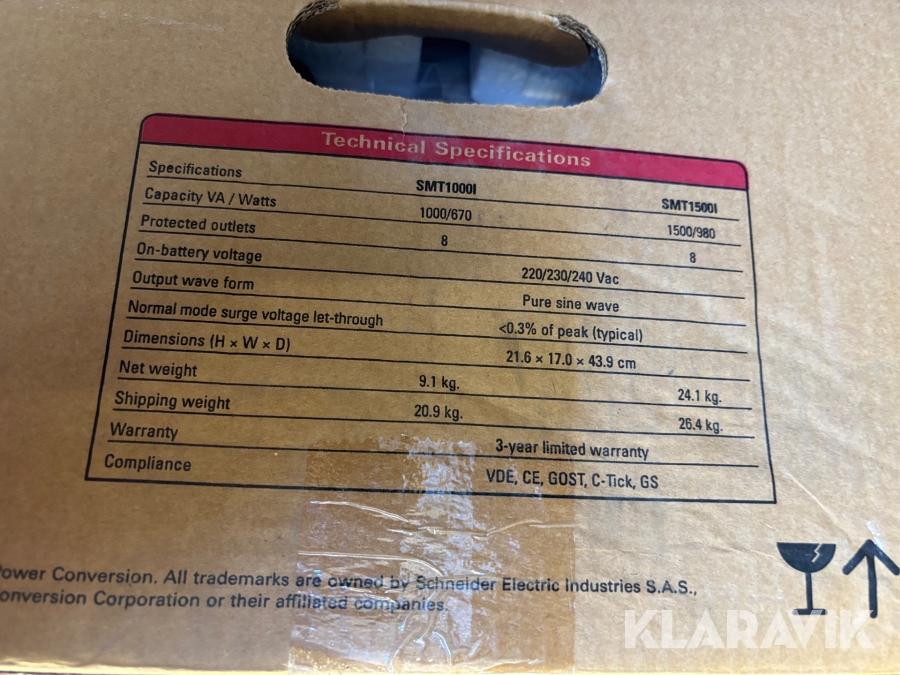 Technical Specifications
Specifications SMT1000I SMT1500I
Capacity VA / Watts 1000/670 1500/980
Protected outlets 8 8
On-battery voltage 220/230/240 Vac
Output wave form Pure sine wave
Normal mode surge voltage let-through <0.3% of peak (typical)
Dimensions (H × W × D) 21.6 × 17.0 × 43.9 cm
Net weight 9.1 kg. 24.1 kg.
Shipping weight 20.9 kg. 26.4 kg.
Warranty 3-year limited warranty
Compliance VDE, CE, GOST, C-Tick, GS
Power Conversion. All trademarks are owned by Schneider Electric Industries S.A.S.,
onversion Corporation or their affiliated companies.
KLARAVIK